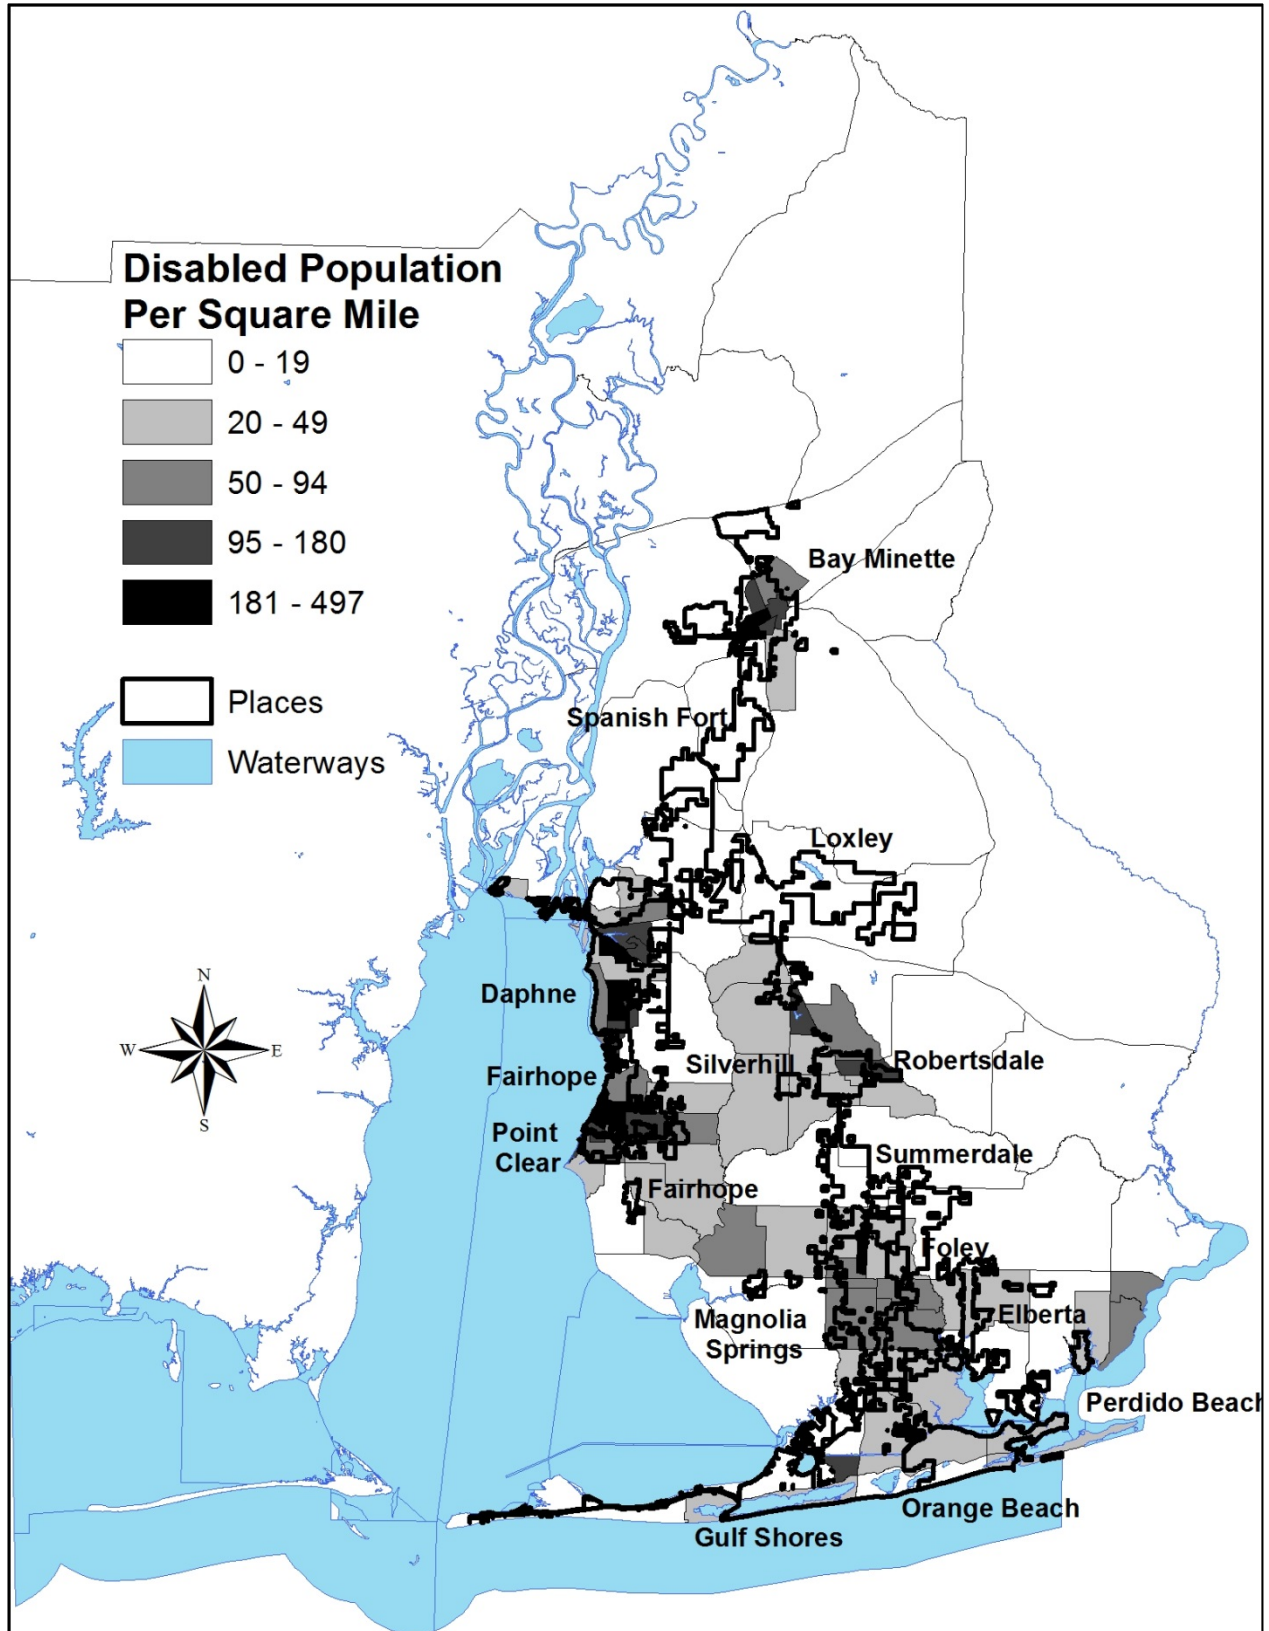 Disabled Population
Per Square Mile
0 - 19
20 - 49
50 - 94
95 - 180
181 - 497
Places
Waterways
Bay Minette
Spanish Fort
Loxley
N
W
E
S
Daphne
Silverhill
Robertsdale
Fairhope
Point
Clear
Summerdale
Fairhope
Foley
Magnolia
Springs
Elberta
Perdido Beach
Orange Beach
Gulf Shores